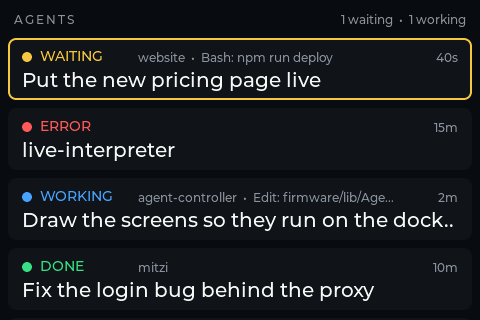 AGENTS 1 waiting • 1 working
WAITING website • Bash: npm run deploy 40s
Put the new pricing page live
ERROR 15m
live-interpreter
WORKING agent-controller • Edit: firmware/lib/Age... 2m
Draw the screens so they run on the dock..
DONE mitzi 10m
Fix the login bug behind the proxy